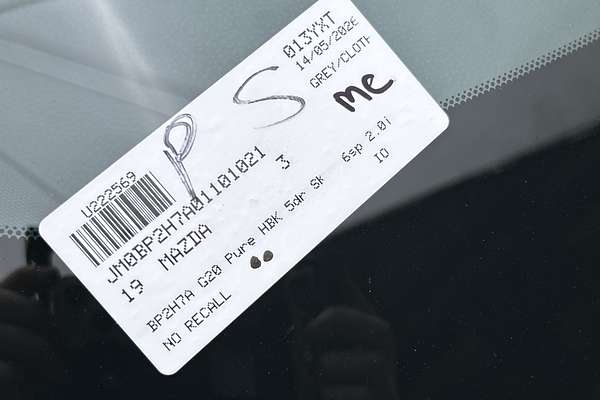 U222569
013YXT
14/05/2026
GREY/CLOTH
P S
me
JM0BP2H7A01101021
19 MAZDA 3
BP2H7A G20 Pure HBK 5dr Sk 6sp 2.0i
NO RECALL
IO